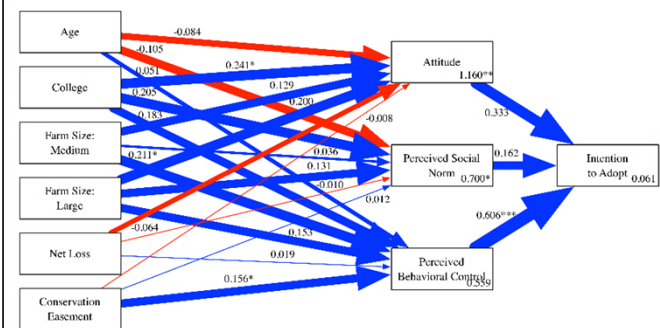 Age
College
Farm Size:
Medium
Farm Size:
Large
Net Loss
Conservation
Easement
-0.084
-0.105
0.051
0.241*
0.205
0.129
0.200
0.183
-0.008
0.211*
0.036
0.131
-0.010
0.012
-0.064
0.153
0.019
0.156*
Attitude
1.160**
Perceived Social
Norm
0.700*
Perceived
Behavioral Control
0.559
0.333
0.162
0.606***
Intention
to Adopt
0.061